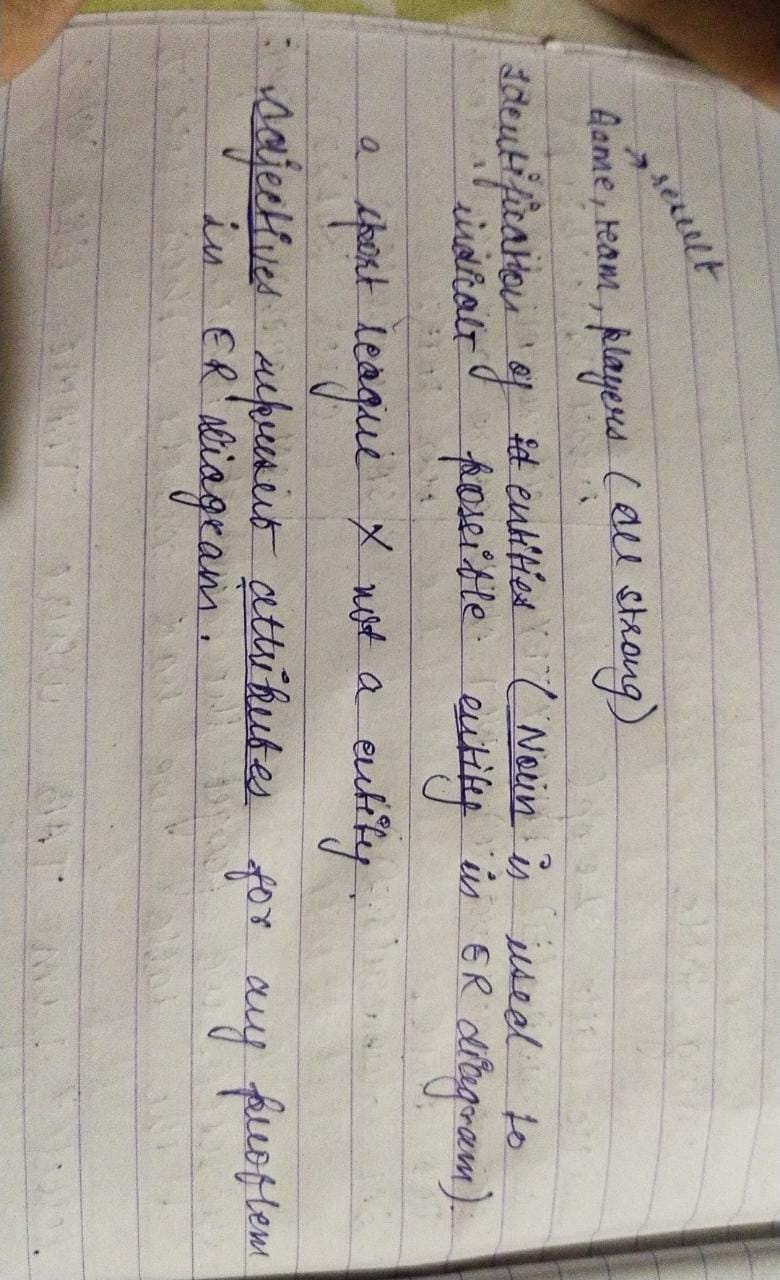 result
Game, team, players (all strong)
Identification of entities (Noun is used to
indicate possible entity in ER diagram).
a sport league X not a entity.
: Adjectives represent attributes for any problem
in ER diagram.